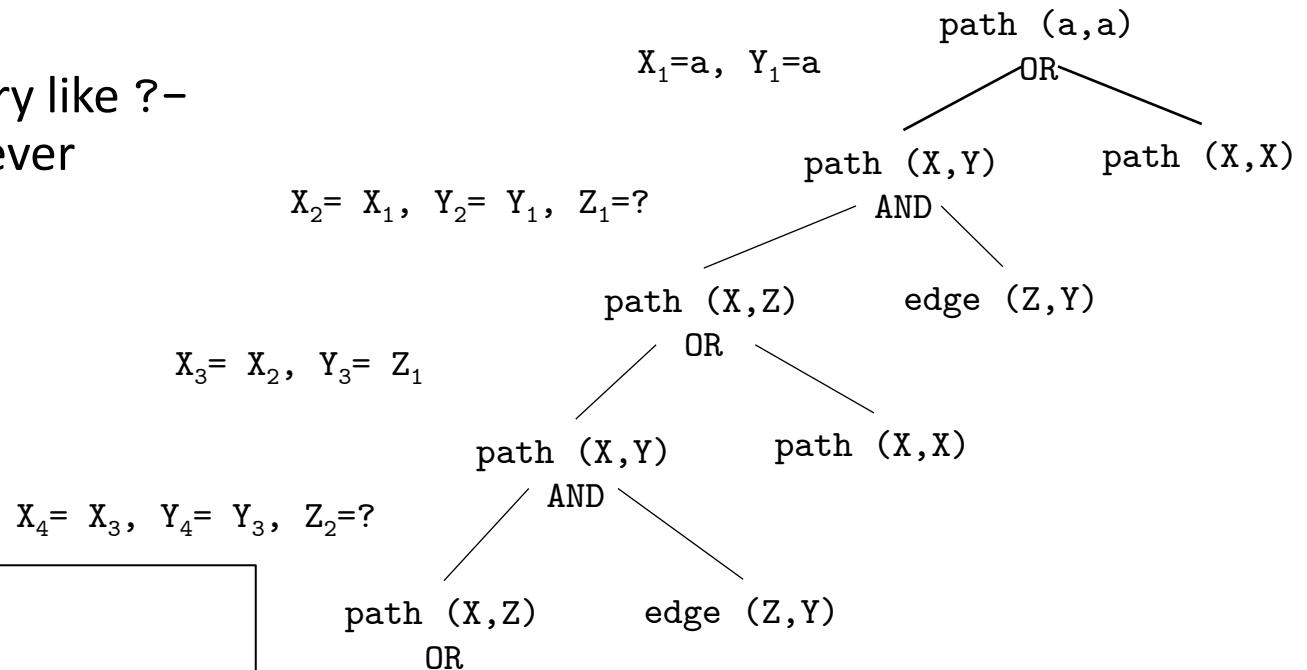 path (a,a)
X₁=a, Y₁=a
OR
ry like ?-
ever
path (X,Y)
path (X,X)
X₂= X₁, Y₂= Y₁, Z₁=?
AND
path (X,Z)
edge (Z,Y)
OR
X₃= X₂, Y₃= Z₁
path (X,Y)
path (X,X)
AND
X₄= X₃, Y₄= Y₃, Z₂=?
path (X,Z)
edge (Z,Y)
OR